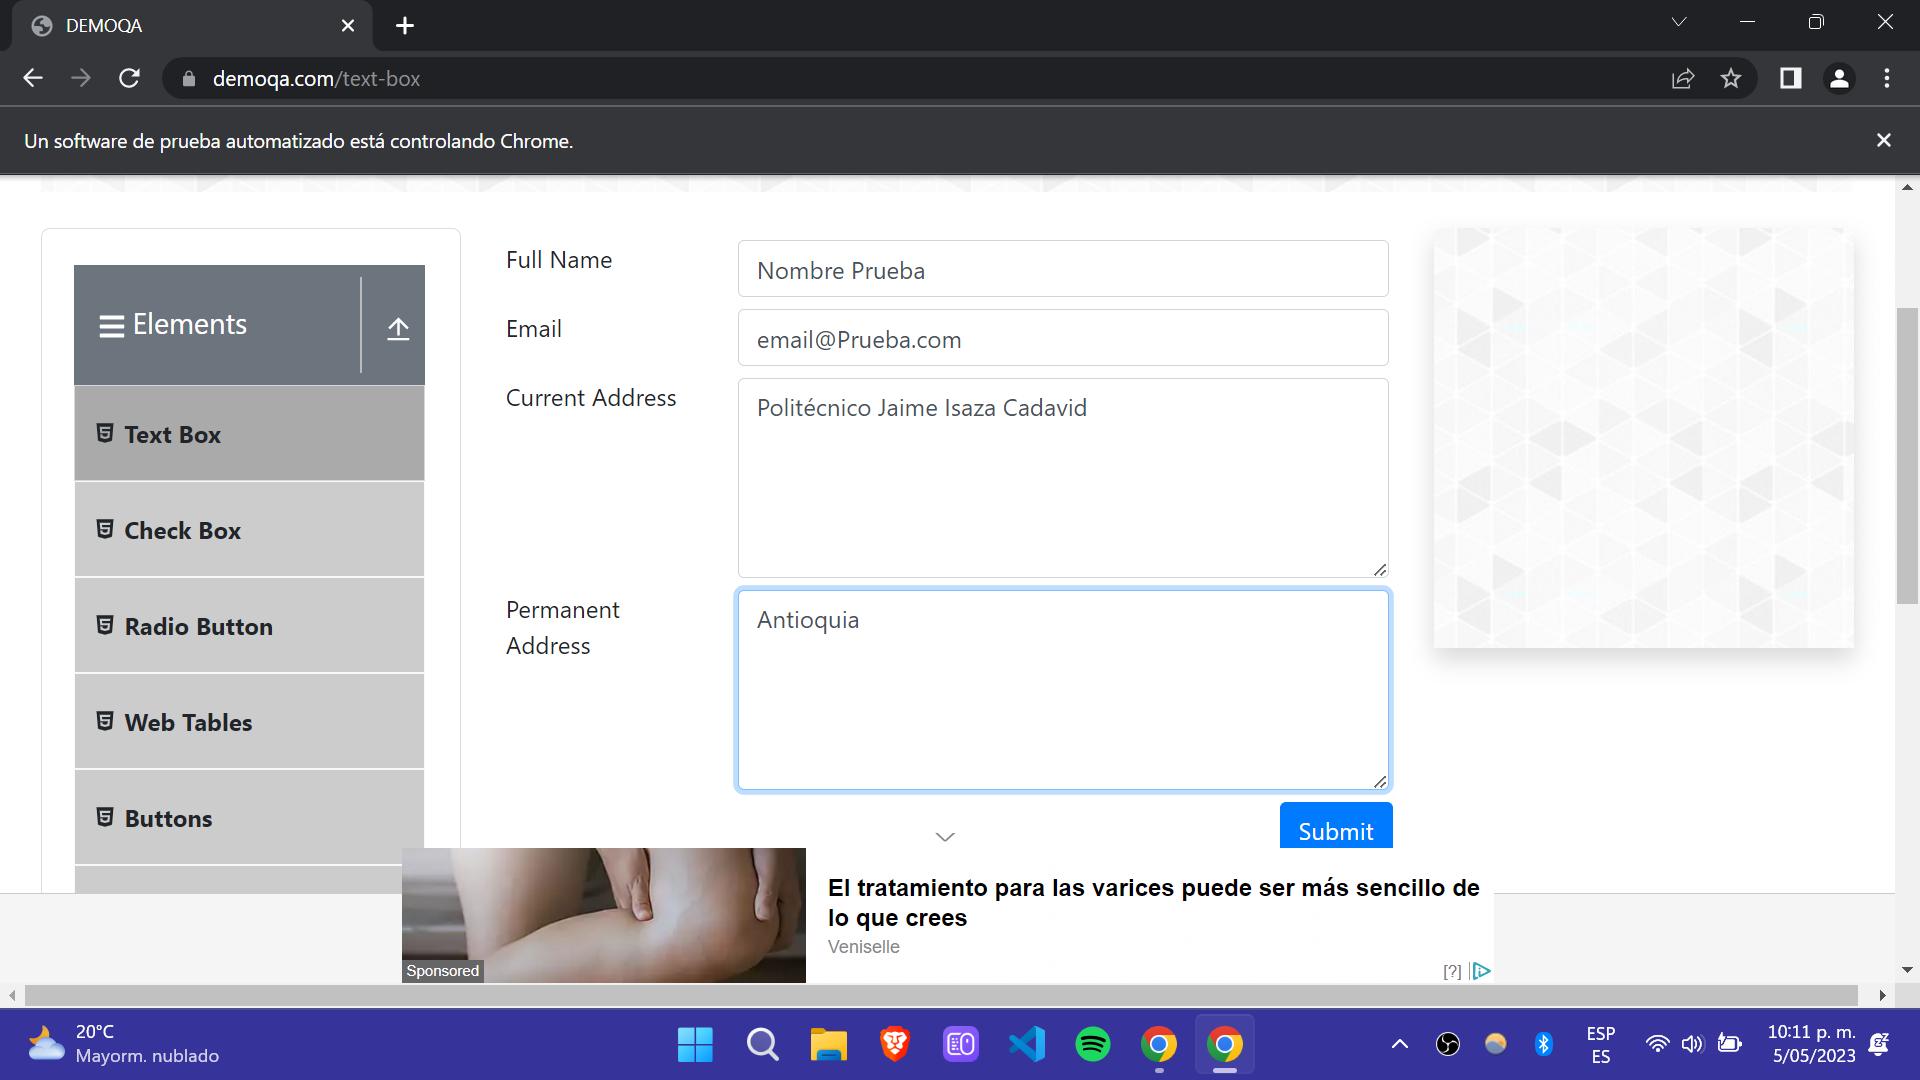 DEMOQA
demoqa.com/text-box
Un software de prueba automatizado está controlando Chrome.
Elements
Text Box
Check Box
Radio Button
Web Tables
Buttons
Full Name
Nombre Prueba
Email
email@Prueba.com
Current Address
Politécnico Jaime Isaza Cadavid
Permanent
Address
Antioquia
Submit
El tratamiento para las varices puede ser más sencillo de
lo que crees
Veniselle
Sponsored
[?]
20°C
Mayorm. nublado
ESP
ES
10:11 p. m.
5/05/2023